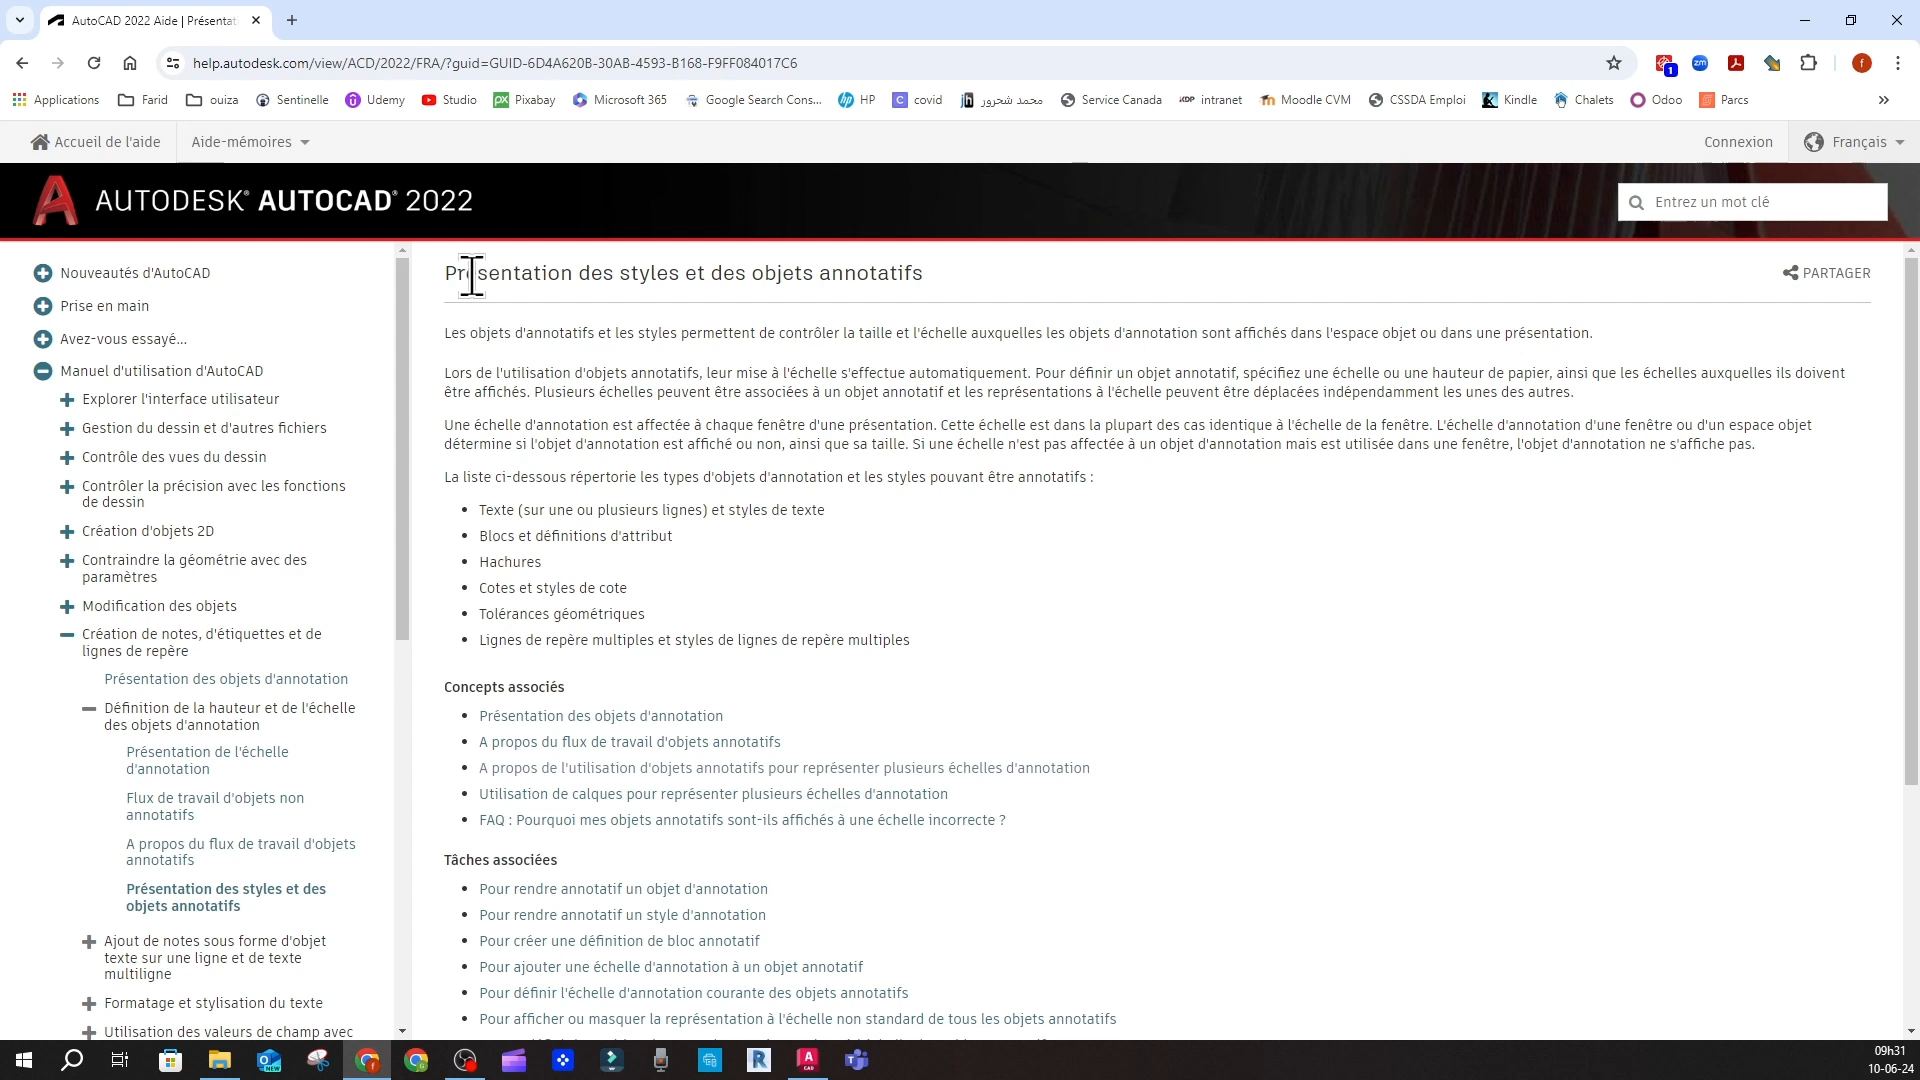 AutoCAD 2022 Aide | Présentat
help.autodesk.com/view/ACD/2022/FRA/?guid=GUID-6D4A620B-30AB-4593-B168-F9FF084017C6
1
zm
f
Applications Farid ouiza Sentinelle Udemy Studio px Pixabay Microsoft 365 Google Search Cons... hp HP C covid محمد شحرور Service Canada KDP intranet Moodle CVM CSSDA Emploi Kindle Chalets Odoo Parcs
Accueil de l'aide Aide-mémoires Connexion Français
AUTODESK® AUTOCAD® 2022
Entrez un mot clé
Nouveautés d'AutoCAD
Prise en main
Avez-vous essayé...
Manuel d'utilisation d'AutoCAD
Explorer l'interface utilisateur
Gestion du dessin et d'autres fichiers
Contrôle des vues du dessin
Contrôler la précision avec les fonctions
de dessin
Création d'objets 2D
Contraindre la géométrie avec des
paramètres
Modification des objets
Création de notes, d'étiquettes et de
lignes de repère
Présentation des objets d'annotation
Définition de la hauteur et de l'échelle
des objets d'annotation
Présentation de l'échelle
d'annotation
Flux de travail d'objets non
annotatifs
A propos du flux de travail d'objets
annotatifs
Présentation des styles et des
objets annotatifs
Ajout de notes sous forme d'objet
texte sur une ligne et de texte
multiligne
Formatage et stylisation du texte
Utilisation des valeurs de champ avec
Présentation des styles et des objets annotatifs
PARTAGER
Les objets d'annotatifs et les styles permettent de contrôler la taille et l'échelle auxquelles les objets d'annotation sont affichés dans l'espace objet ou dans une présentation.
Lors de l'utilisation d'objets annotatifs, leur mise à l'échelle s'effectue automatiquement. Pour définir un objet annotatif, spécifiez une échelle ou une hauteur de papier, ainsi que les échelles auxquelles ils doivent
être affichés. Plusieurs échelles peuvent être associées à un objet annotatif et les représentations à l'échelle peuvent être déplacées indépendamment les unes des autres.
Une échelle d'annotation est affectée à chaque fenêtre d'une présentation. Cette échelle est dans la plupart des cas identique à l'échelle de la fenêtre. L'échelle d'annotation d'une fenêtre ou d'un espace objet
détermine si l'objet d'annotation est affiché ou non, ainsi que sa taille. Si une échelle n'est pas affectée à un objet d'annotation mais est utilisée dans une fenêtre, l'objet d'annotation ne s'affiche pas.
La liste ci-dessous répertorie les types d'objets d'annotation et les styles pouvant être annotatifs :
Texte (sur une ou plusieurs lignes) et styles de texte
Blocs et définitions d'attribut
Hachures
Cotes et styles de cote
Tolérances géométriques
Lignes de repère multiples et styles de lignes de repère multiples
Concepts associés
Présentation des objets d'annotation
A propos du flux de travail d'objets annotatifs
A propos de l'utilisation d'objets annotatifs pour représenter plusieurs échelles d'annotation
Utilisation de calques pour représenter plusieurs échelles d'annotation
FAQ : Pourquoi mes objets annotatifs sont-ils affichés à une échelle incorrecte ?
Tâches associées
Pour rendre annotatif un objet d'annotation
Pour rendre annotatif un style d'annotation
Pour créer une définition de bloc annotatif
Pour ajouter une échelle d'annotation à un objet annotatif
Pour définir l'échelle d'annotation courante des objets annotatifs
Pour afficher ou masquer la représentation à l'échelle non standard de tous les objets annotatifs
09h31
10-06-24